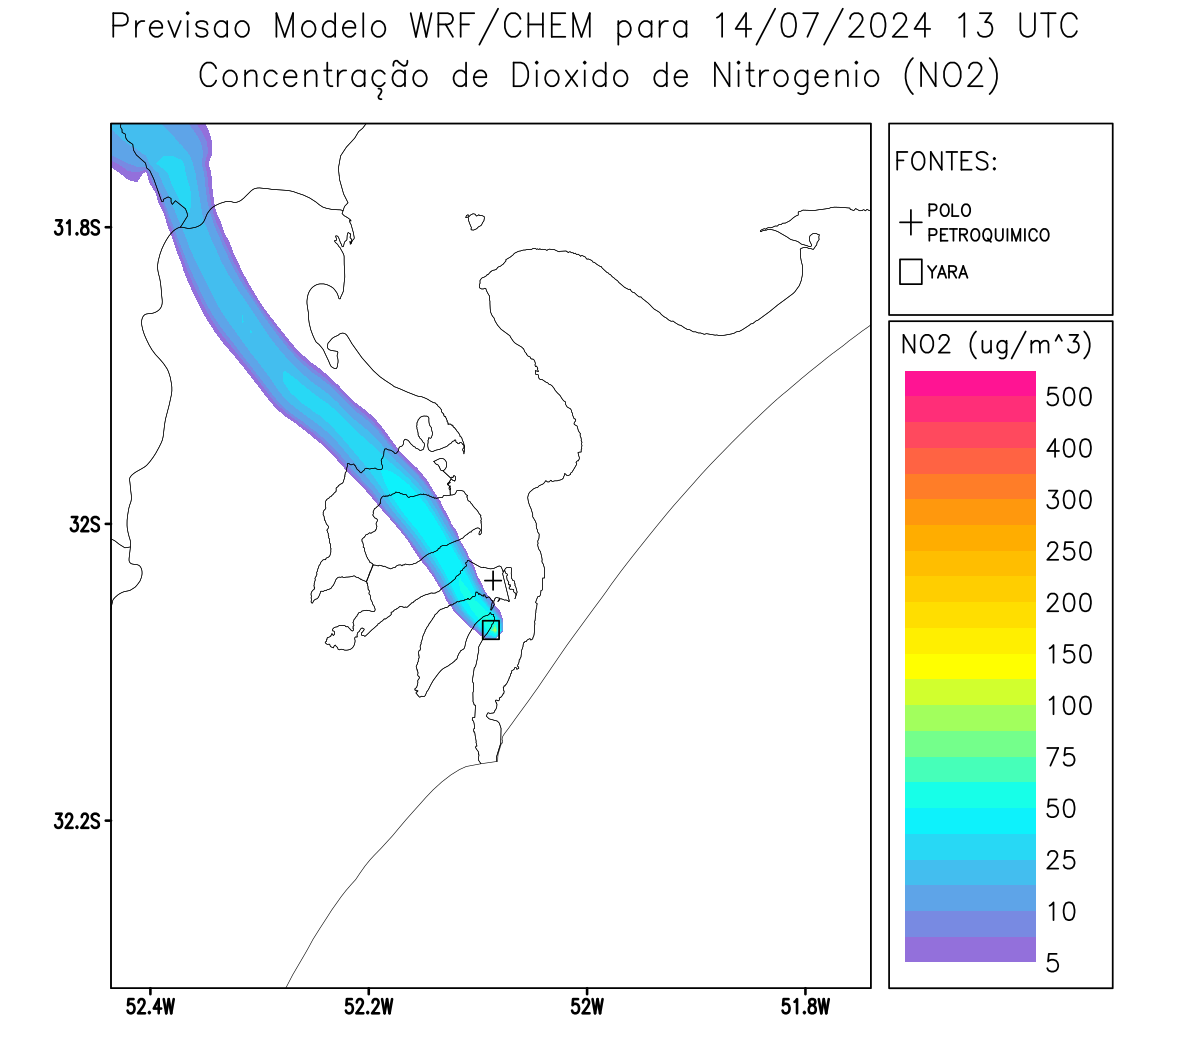 Previsao Modelo WRF/CHEM para 14/07/2024 13 UTC
Concentração de Dioxido de Nitrogenio (NO2)
FONTES:
POLO
PETROQUIMICO
YARA
NO2 (ug/m^3)
500
400
300
250
200
150
100
75
50
25
10
5
31.8S
32S
32.2S
52.4W
52.2W
52W
51.8W